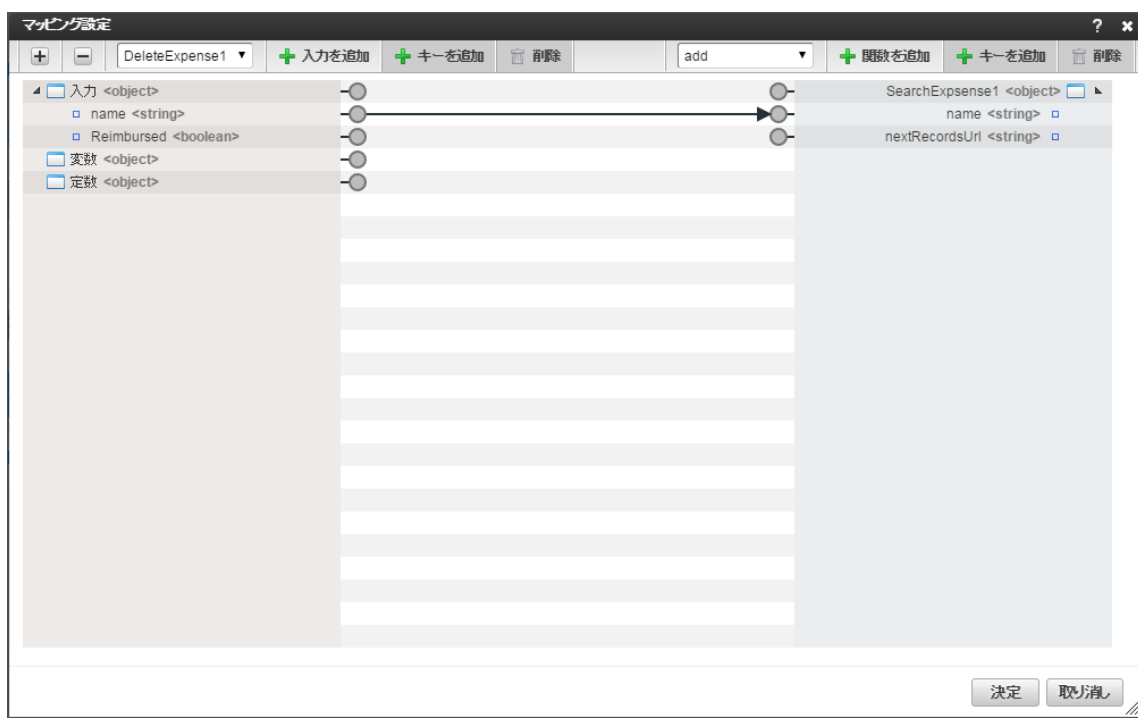 マッピング設定 ?
DeleteExpense1 入力を追加 キーを追加 削除 add 関数を追加 キーを追加 削除
入力 <object> SearchExpsense1 <object>
name <string> name <string>
Reimbursed <boolean> nextRecordsUrl <string>
変数 <object>
定数 <object>
決定 取り消し